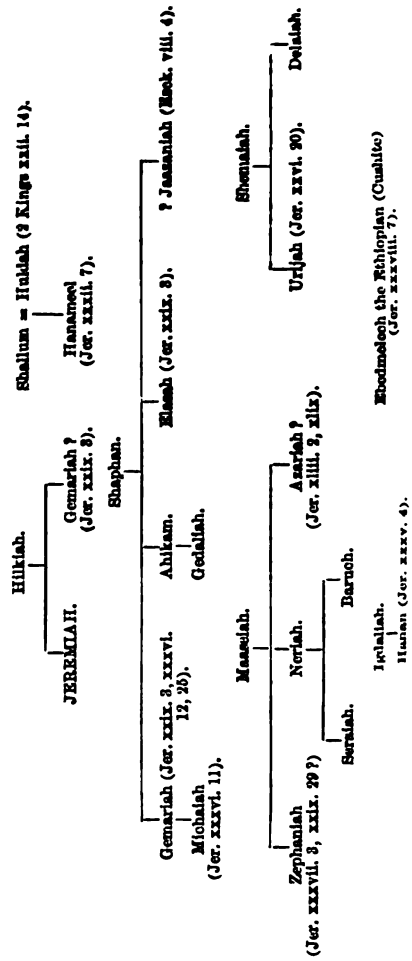 Hilkiah.
Shallum = Huldah (2 Kings xxii. 14).
JEREMIAH.
Gemariah ?
(Jer. xxix. 3).
Hanameel
(Jer. xxxii. 7).
Shaphan.
Gemariah (Jer. xxix. 3, xxxvi.
12, 25).
Ahikam.
Elasah (Jer. xxix. 3).
? Jaazaniah (Ezek. viii. 4).
Michaiah
(Jer. xxxvi. 11).
Gedaliah.
Maaseiah.
Shemaiah.
Zephaniah
(Jer. xxxvii. 3, xxix. 29 ?)
Neriah.
Azariah ?
(Jer. xliii. 2, xlix).
Urijah (Jer. xxvi. 20).
Delaiah.
Seraiah.
Baruch.
Igdaliah.
Hanan (Jer. xxxv. 4).
Ebedmelech the Ethiopian (Cushite)
(Jer. xxxviii. 7).